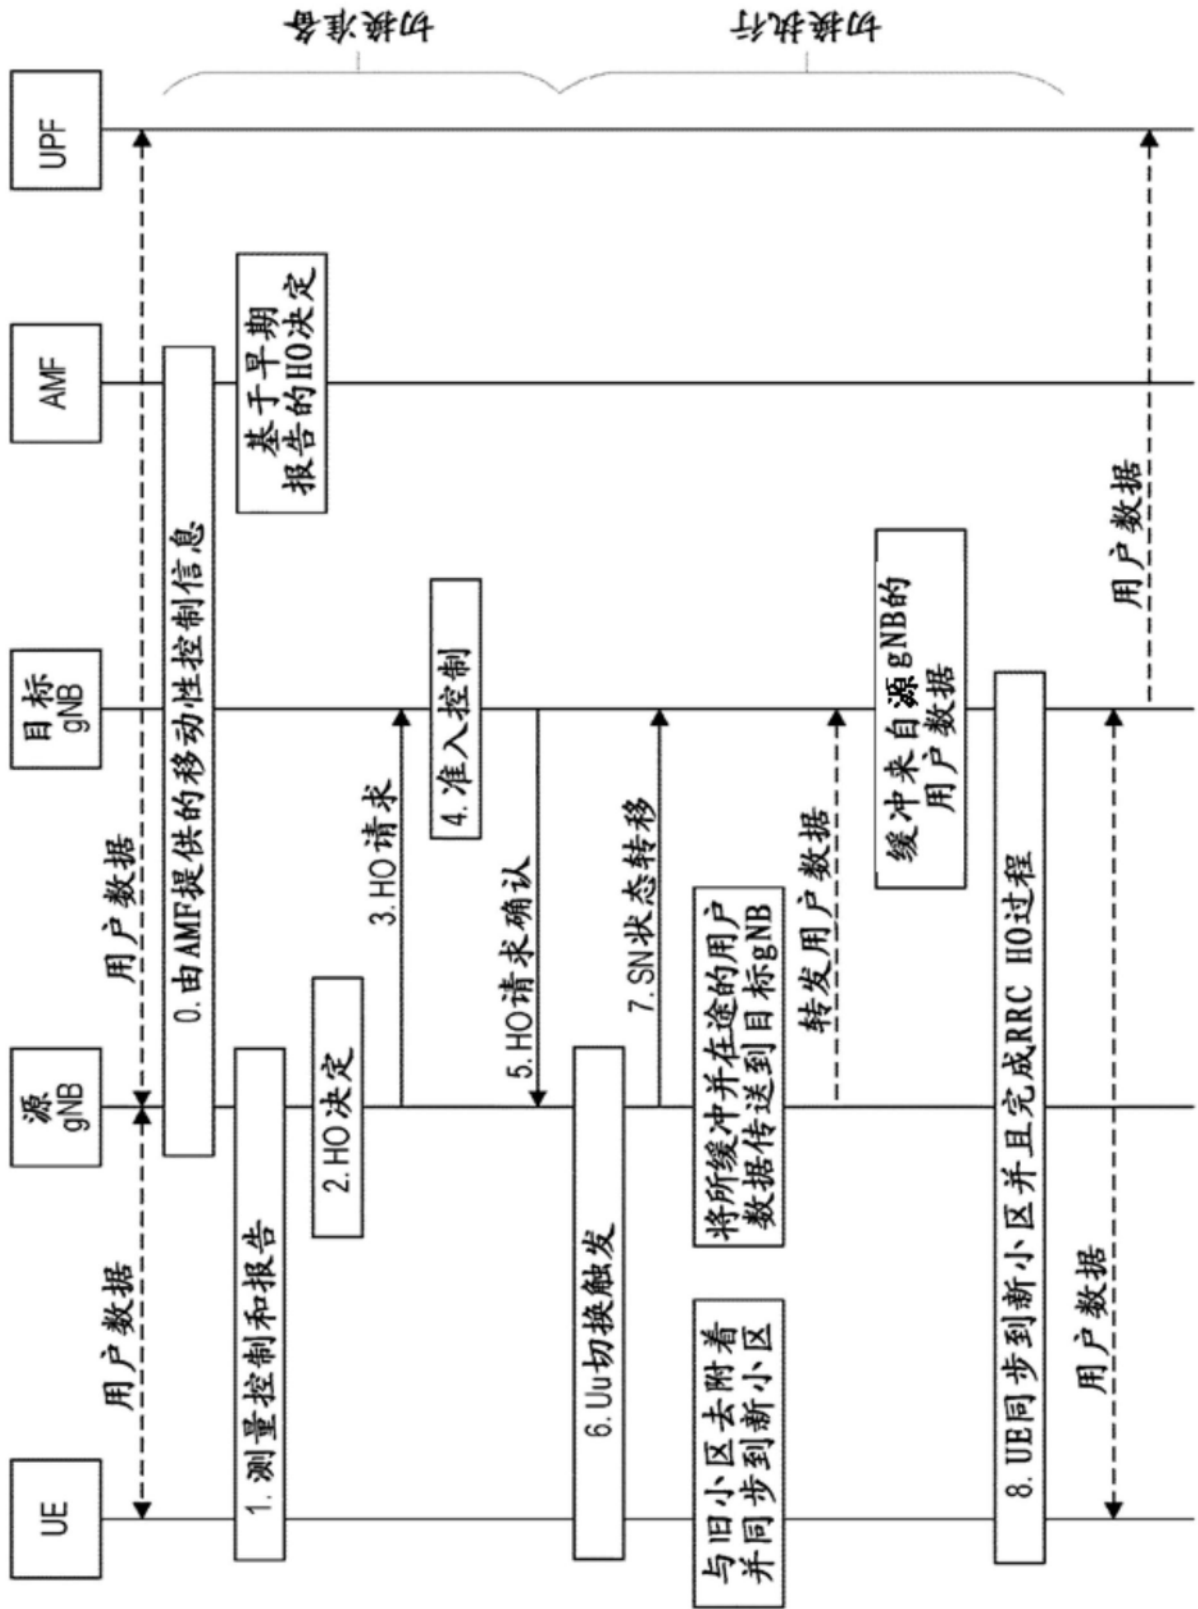 UE
源
gNB
目标
gNB
AMF
UPF
用户数据
用户数据
0.由AMF提供的移动性控制信息
1.测量控制和报告
基于早期
报告的HO决定
2.HO决定
3.HO请求
4.准入控制
5.HO请求确认
切换准备
6.Uu切换触发
7.SN状态转移
与旧小区去附着
并同步到新小区
将所缓冲并在途的用户
数据传送到目标gNB
转发用户数据
缓冲来自源gNB的
用户数据
8.UE同步到新小区并且完成RRC HO过程
切换执行
用户数据
用户数据